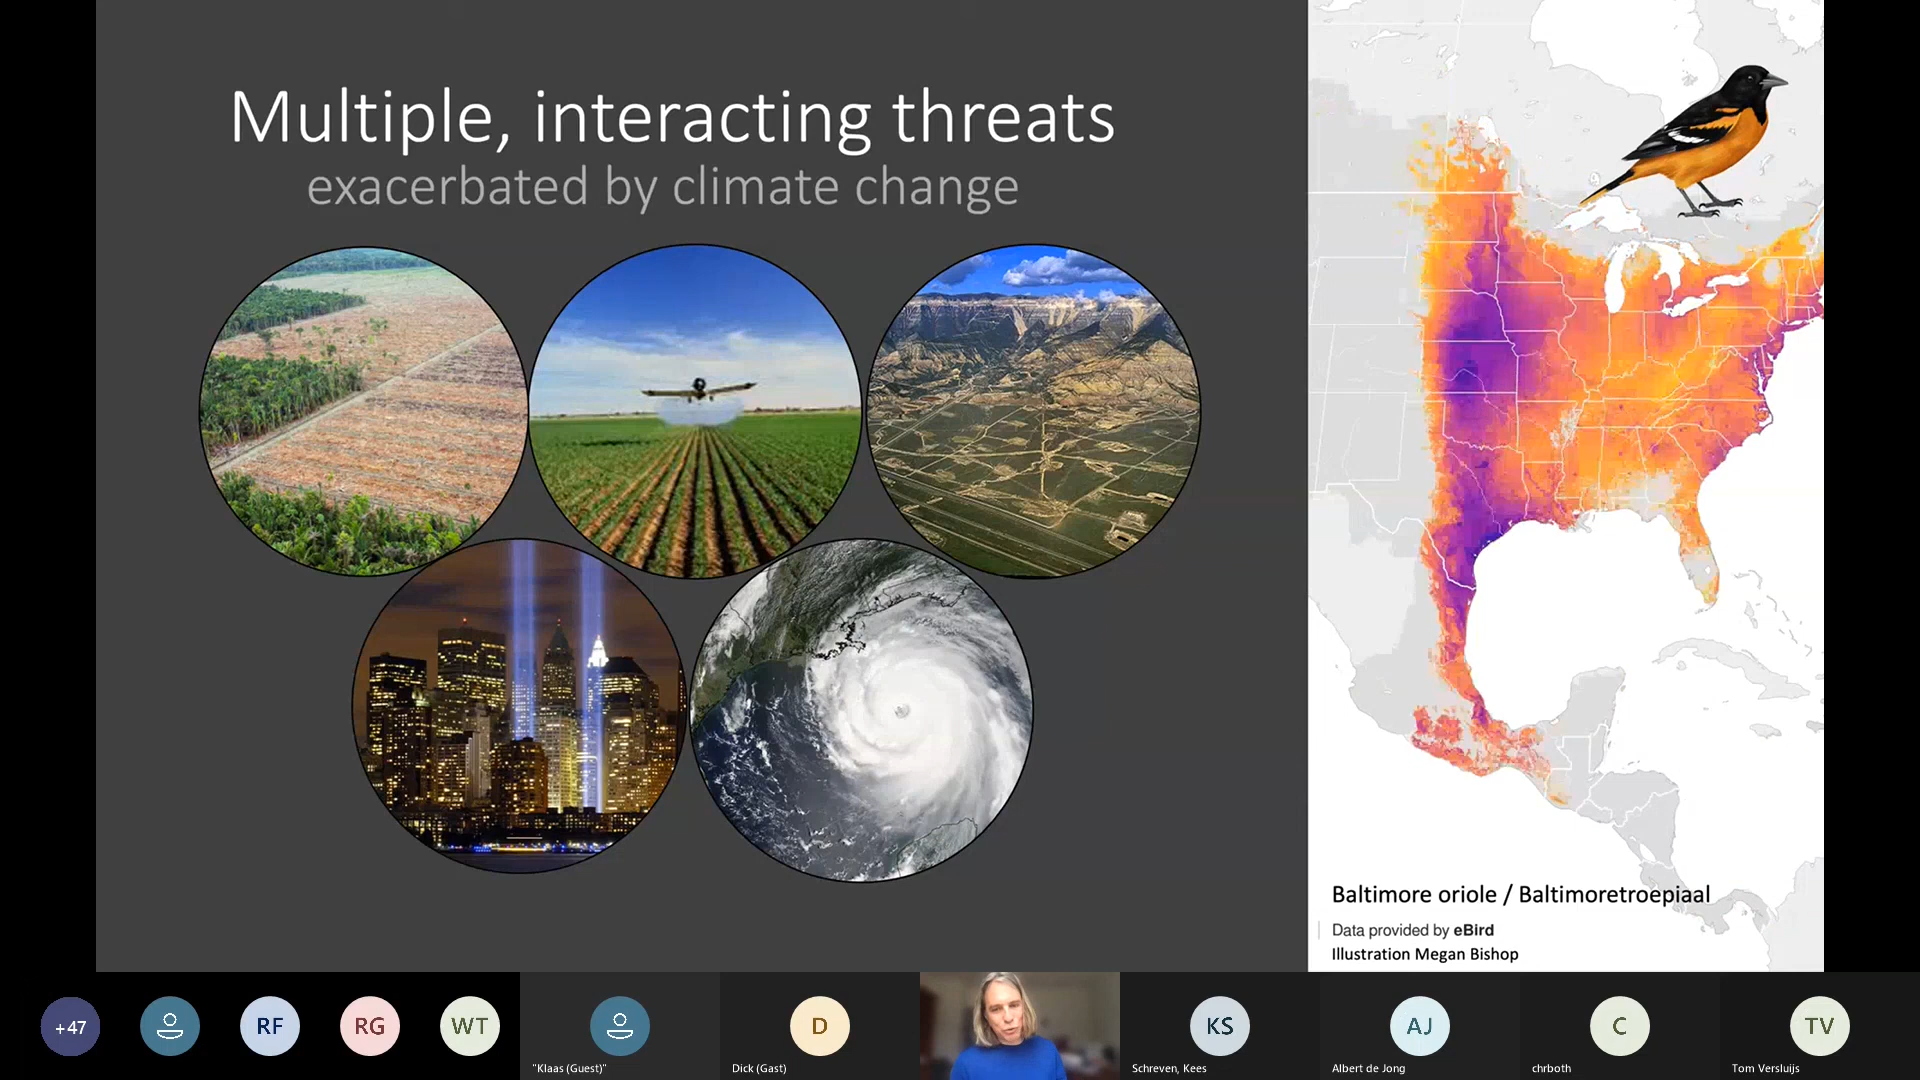 Multiple, interacting threats
exacerbated by climate change
Baltimore oriole / Baltimoretroepiaal
Data provided by eBird
Illustration Megan Bishop
+47
RF
RG
WT
"Klaas (Guest)"
D
Dick (Gast)
KS
Schreven, Kees
AJ
Albert de Jong
C
chrboth
TV
Tom Versluijs